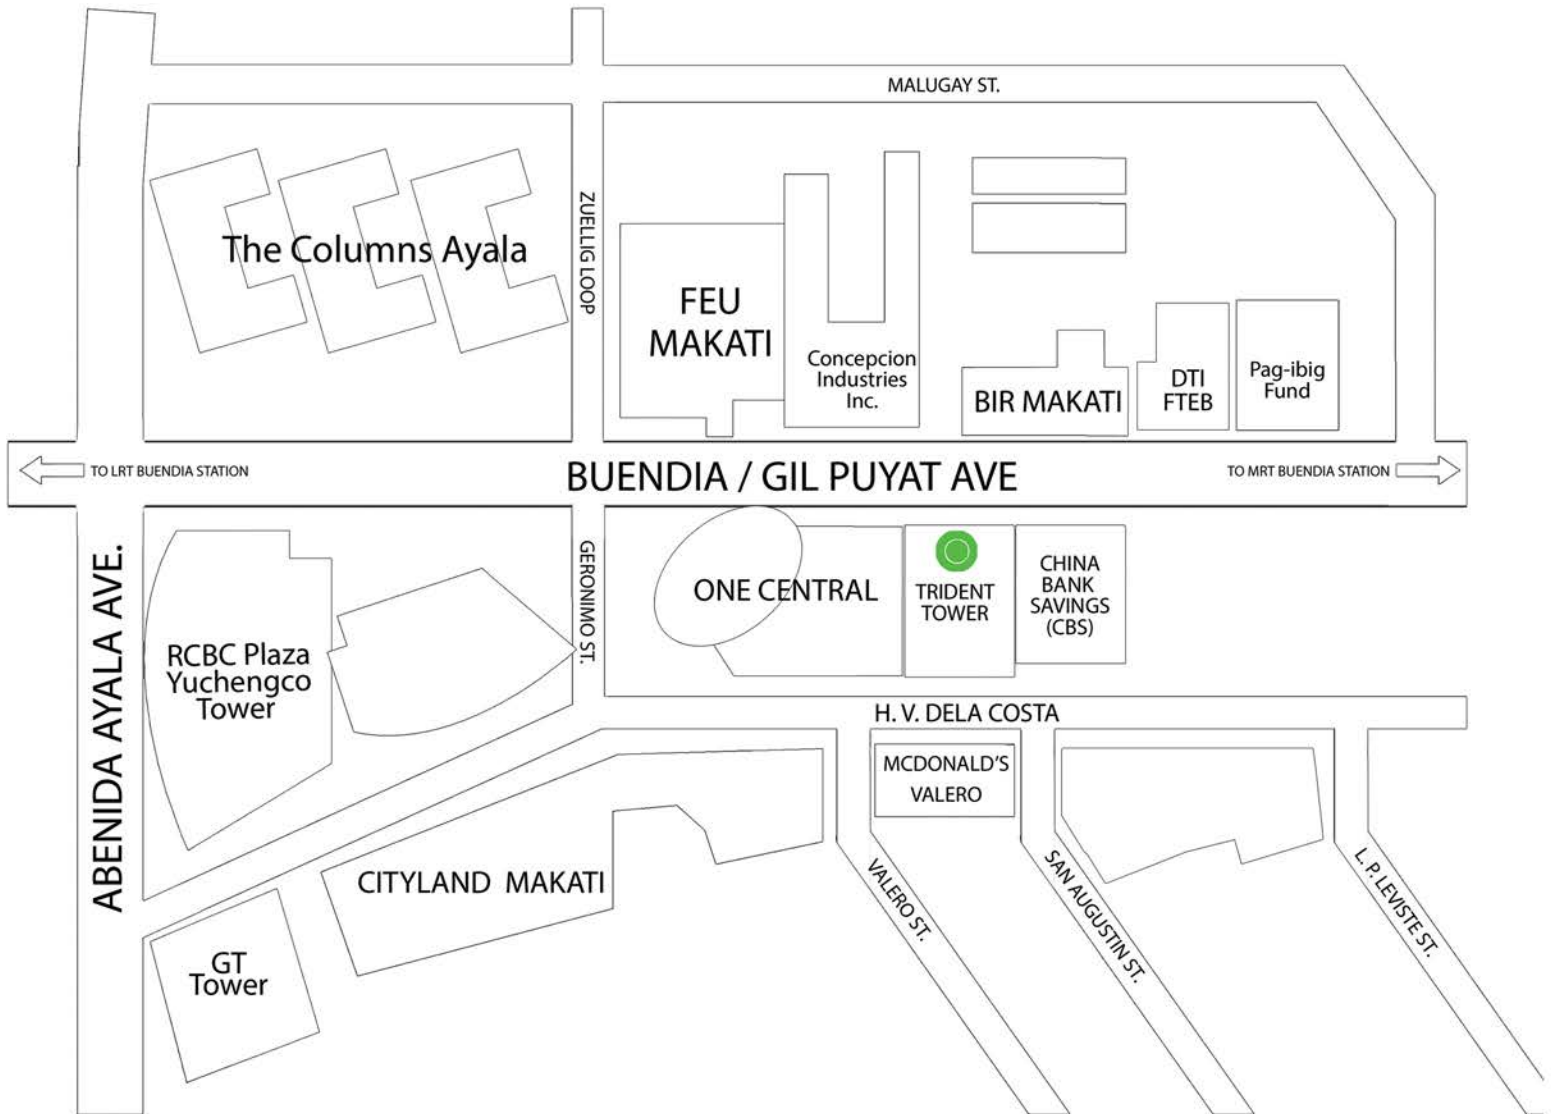 MALUGAY ST.
ZUELLIG LOOP
The Columns Ayala
FEU
MAKATI
Concepcion
Industries
Inc.
BIR MAKATI
DTI
FTEB
Pag-ibig
Fund
TO LRT BUENDIA STATION
BUENDIA / GIL PUYAT AVE
TO MRT BUENDIA STATION
ABENIDA AYALA AVE.
RCBC Plaza
Yuchengco
Tower
GERONIMO ST.
ONE CENTRAL
TRIDENT
TOWER
CHINA
BANK
SAVINGS
(CBS)
H. V. DELA COSTA
MCDONALD'S
VALERO
CITYLAND MAKATI
VALERO ST.
SAN AUGUSTIN ST.
L. P. LEVISTE ST.
GT
Tower